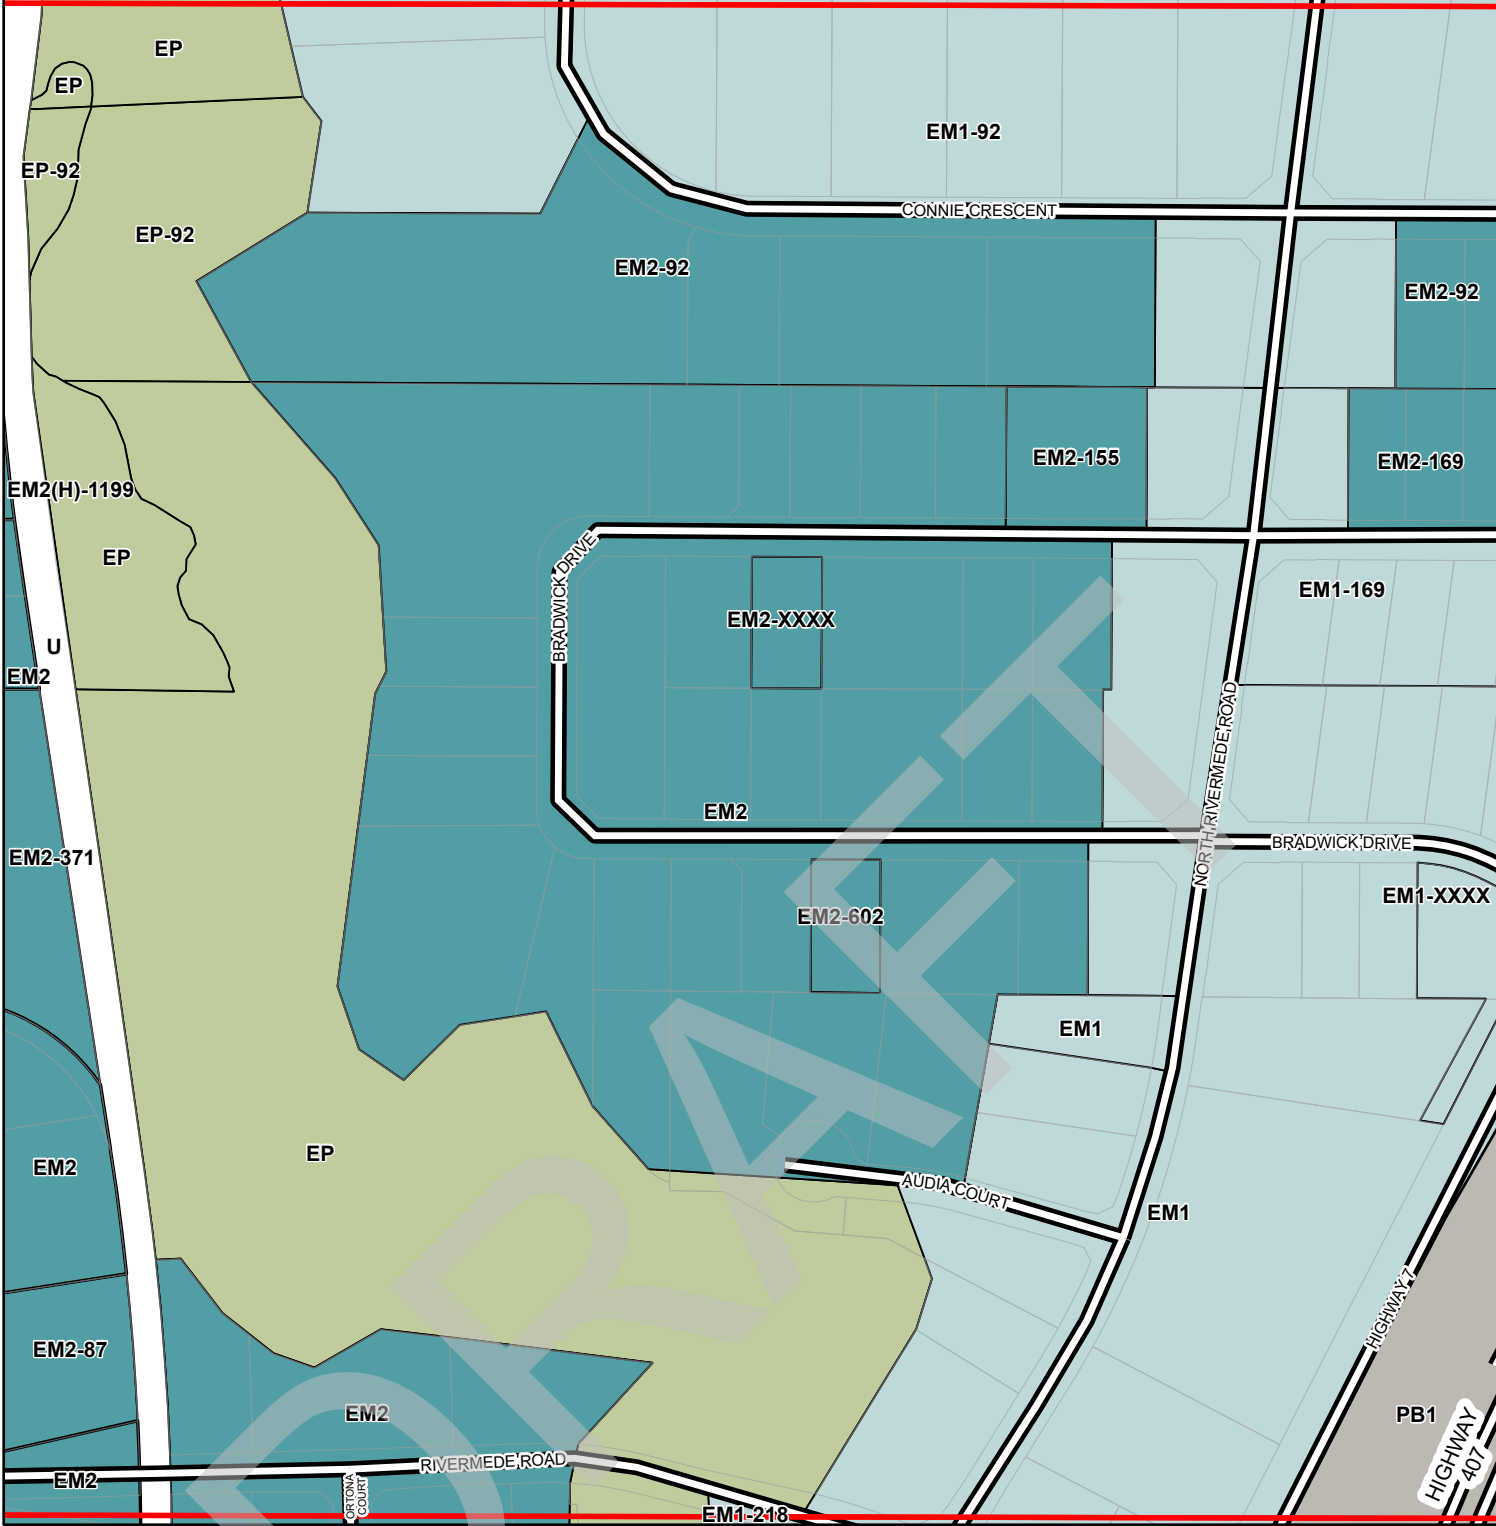 EP
EP
EM1-92
EP-92
CONNIE CRESCENT
EP-92
EM2-92
EM2-92
EM2-155
EM2-169
EM2(H)-1199
BRADWICK DRIVE
EP
EM1-169
EM2-XXXX
U
EM2
NORTH RIVERMEDE ROAD
EM2
BRADWICK DRIVE
EM2-371
EM1-XXXX
EM2-602
EM1
EP
EM2
AUDIA COURT
EM1
HIGHWAY 7
EM2-87
EM2
PB1
HIGHWAY
407
RIVERMEDE ROAD
EM2
ORTONA
COURT
EM1-218
DRAFT